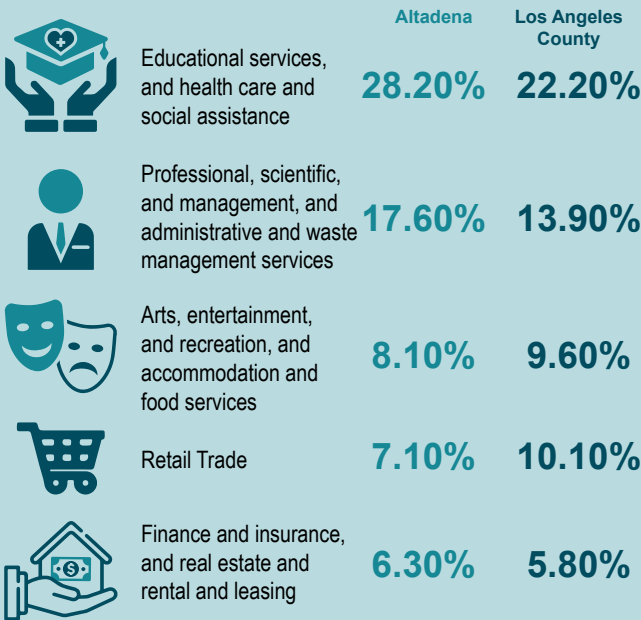 Altadena
Los Angeles
County
Educational services,
and health care and
social assistance
28.20%
22.20%
Professional, scientific,
and management, and
administrative and waste
management services
17.60%
13.90%
Arts, entertainment,
and recreation, and
accommodation and
food services
8.10%
9.60%
Retail Trade
7.10%
10.10%
Finance and insurance,
and real estate and
rental and leasing
6.30%
5.80%
$